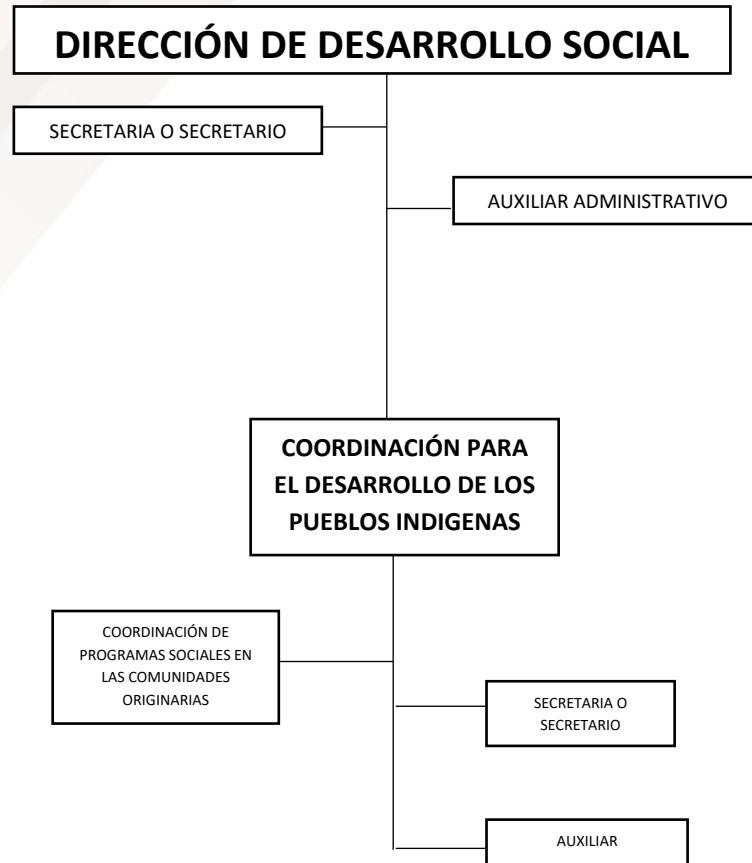 DIRECCIÓN DE DESARROLLO SOCIAL
SECRETARIA O SECRETARIO
AUXILIAR ADMINISTRATIVO
COORDINACIÓN PARA
EL DESARROLLO DE LOS
PUEBLOS INDIGENAS
COORDINACIÓN DE
PROGRAMAS SOCIALES EN
LAS COMUNIDADES
ORIGINARIAS
SECRETARIA O
SECRETARIO
AUXILIAR